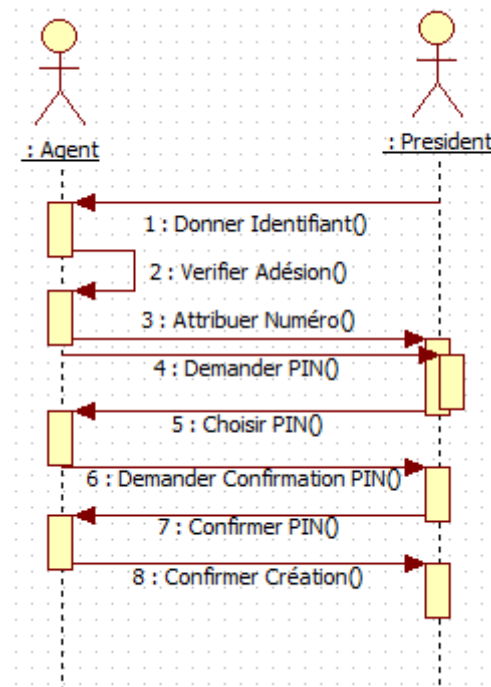 : Agent
: President
1 : Donner Identifiant()
2 : Verifier Adésion()
3 : Attribuer Numéro()
4 : Demander PIN()
5 : Choisir PIN()
6 : Demander Confirmation PIN()
7 : Confirmer PIN()
8 : Confirmer Création()